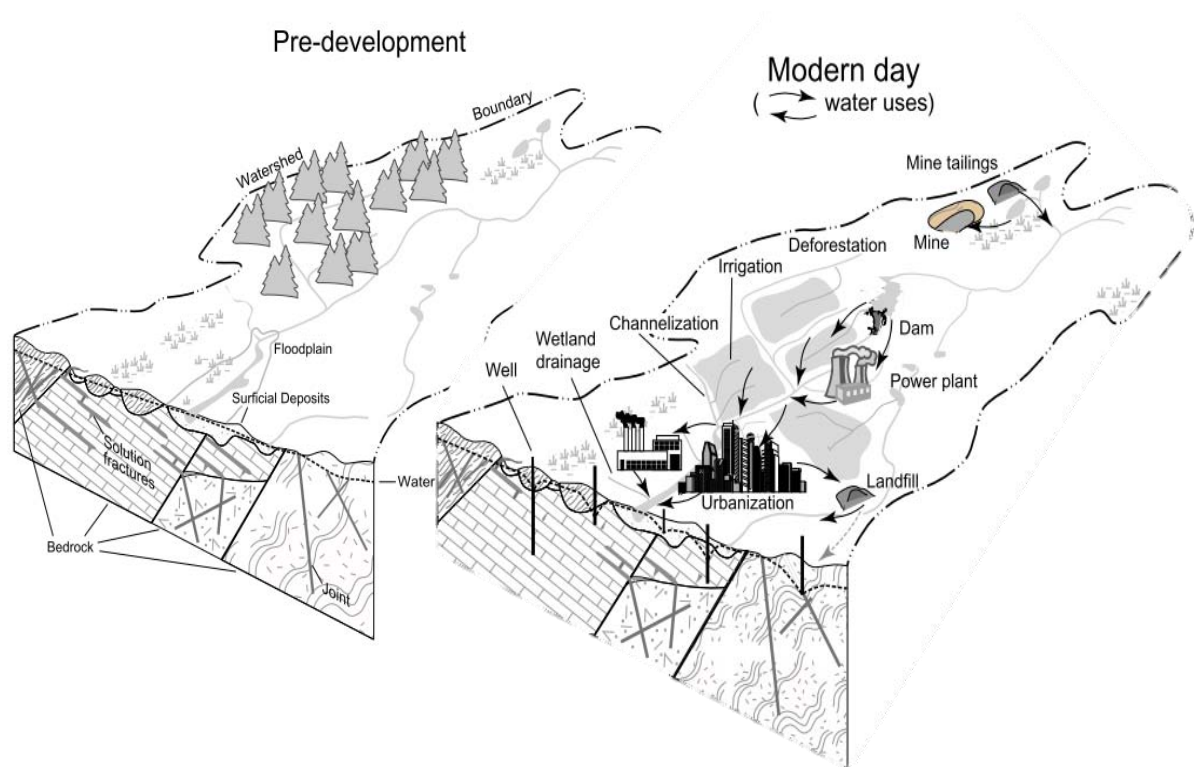 Pre-development
Modern day
( water uses)
Boundary
Watershed
Mine tailings
Mine
Deforestation
Irrigation
Channelization
Dam
Wetland
drainage
Floodplain
Well
Power plant
Surficial Deposits
Solution
fractures
Water
Landfill
Urbanization
Bedrock
Joint